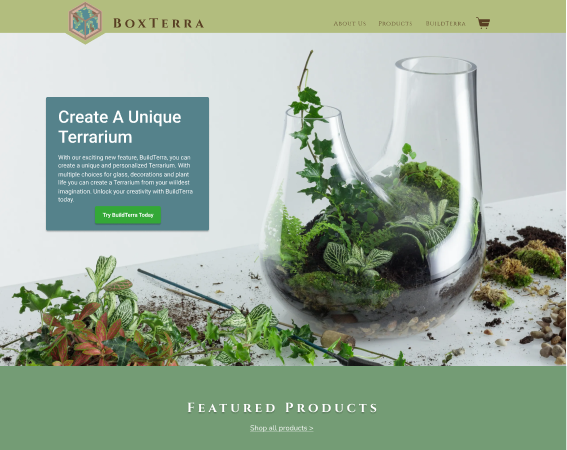 BoxTerra
About Us Products BuildTerra
Create A Unique
Terrarium
With our exciting new feature, BuildTerra, you can
create a unique and personalized Terrarium. With
multiple choices for glass, decorations and plant
life you can create a Terrarium from your wildest
imagination. Unlock your creativity with BuildTerra
today.
Try BuildTerra Today
Featured Products
Shop all products >